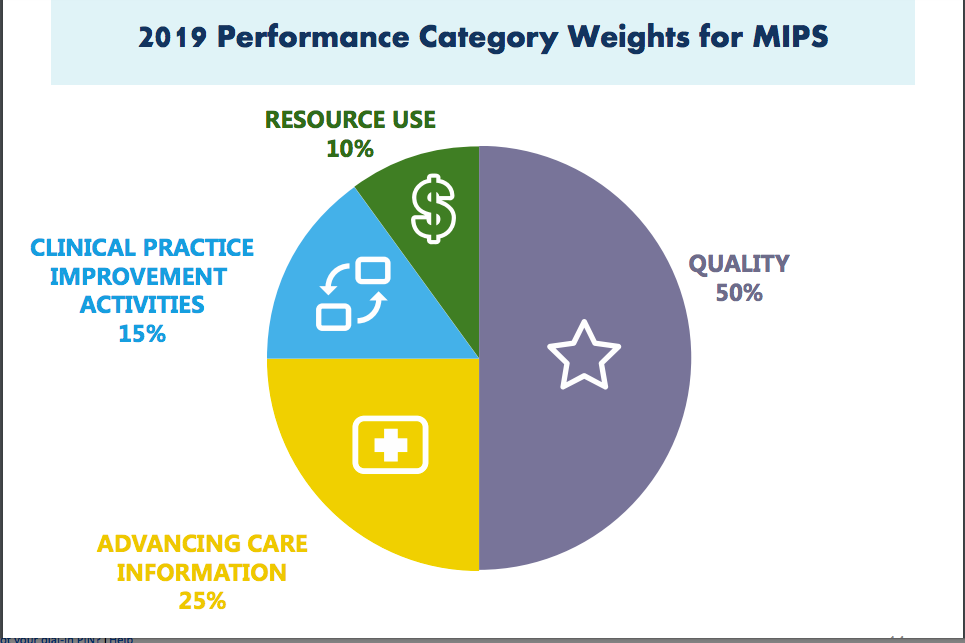 2019 Performance Category Weights for MIPS
RESOURCE USE
10%
CLINICAL PRACTICE
IMPROVEMENT
ACTIVITIES
15%
QUALITY
50%
ADVANCING CARE
INFORMATION
25%